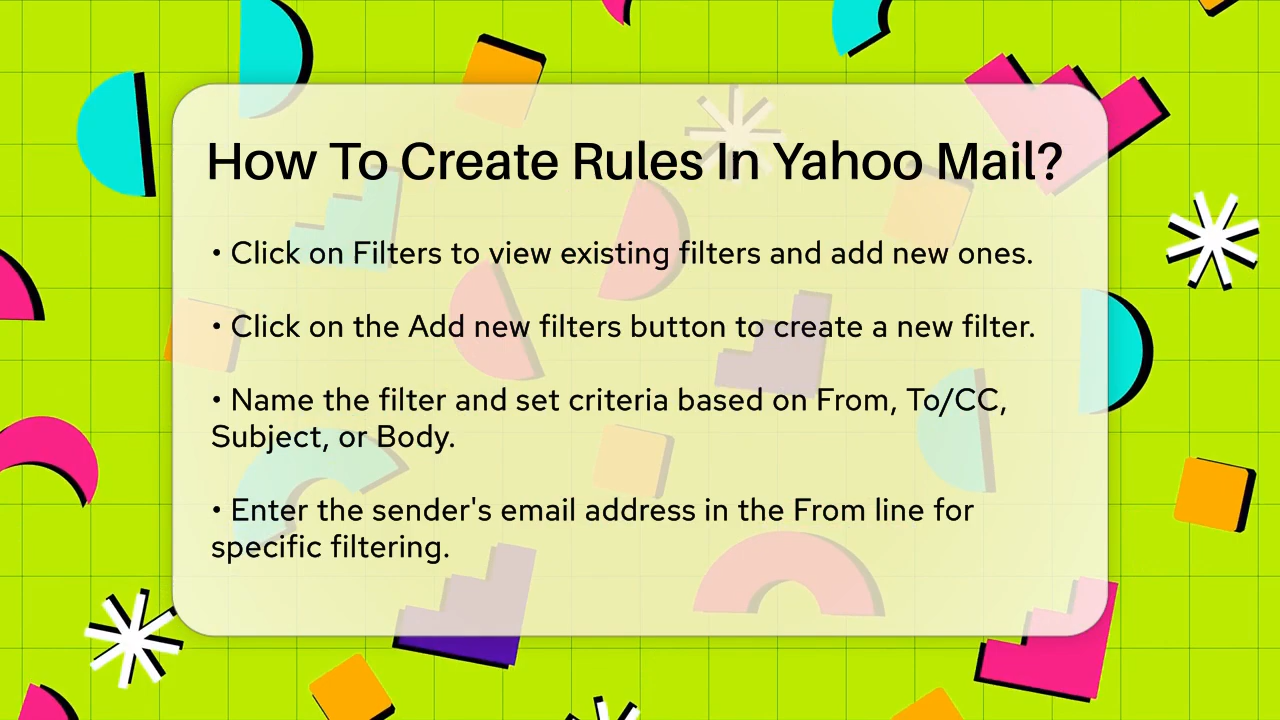 How To Create Rules In Yahoo Mail?
• Click on Filters to view existing filters and add new ones.
• Click on the Add new filters button to create a new filter.
• Name the filter and set criteria based on From, To/CC,
Subject, or Body.
• Enter the sender's email address in the From line for
specific filtering.